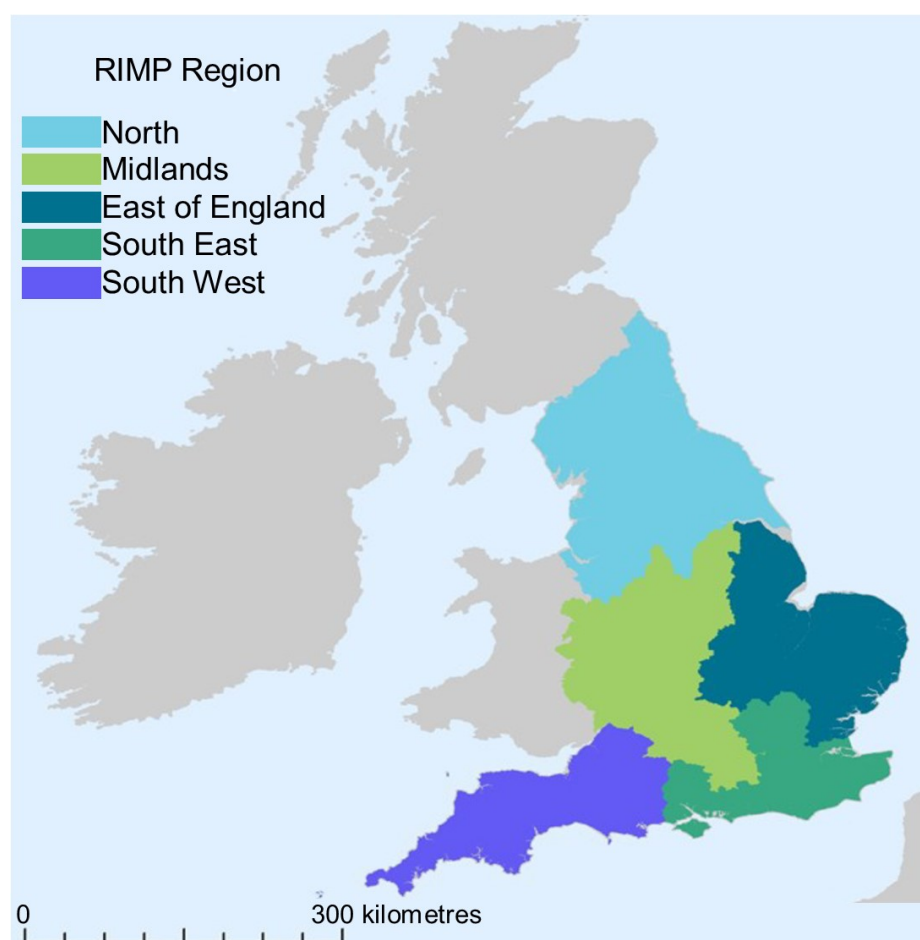 RIMP Region
North
Midlands
East of England
South East
South West
0 300 kilometres